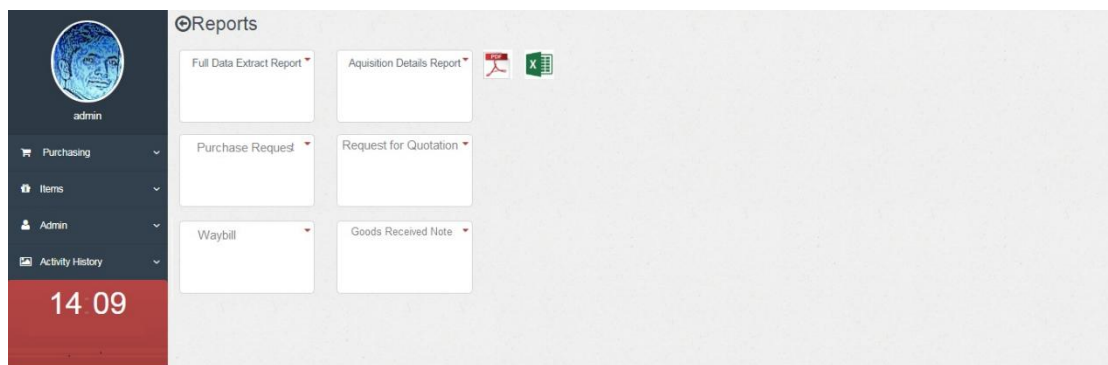 Reports
Full Data Extract Report
Aquisition Details Report
PDF
X
admin
Purchasing
Purchase Request
Request for Quotation
Items
Admin
Waybill
Goods Received Note
Activity History
14:09